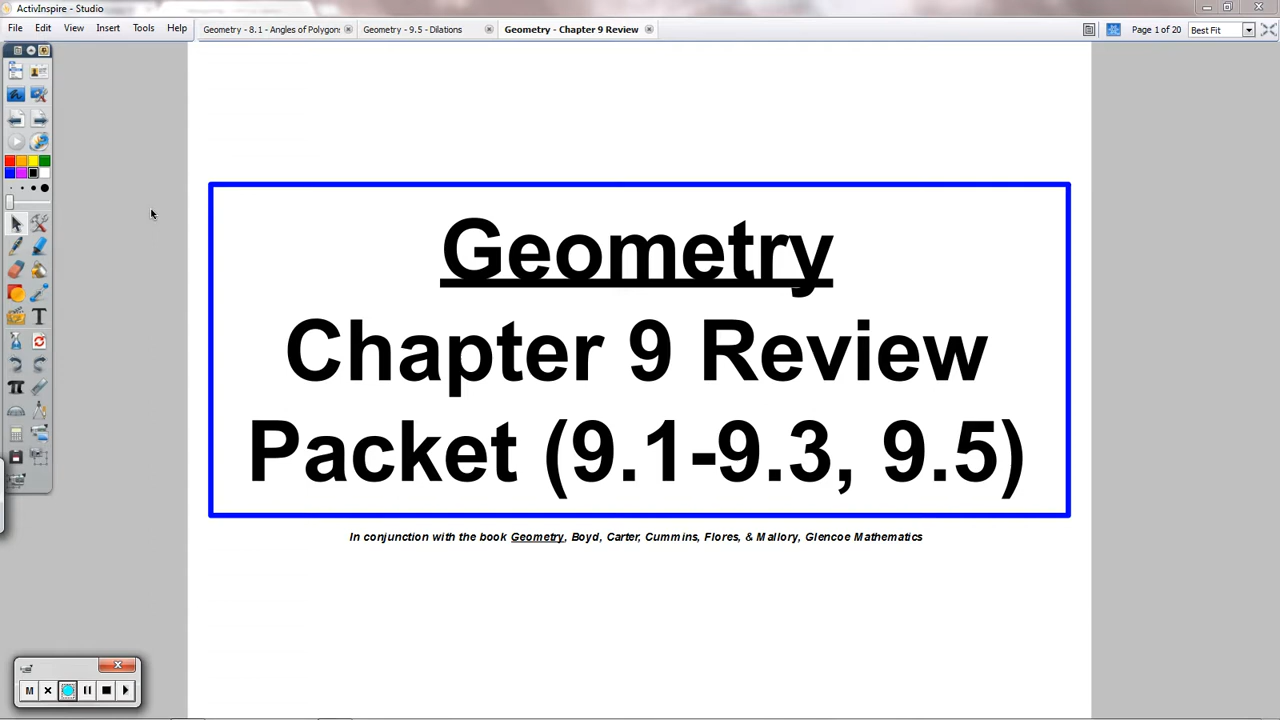 ActivInspire - Studio
File Edit View Insert Tools Help
Geometry - 8.1 - Angles of Polygon: Geometry - 9.5 - Dilations Geometry - Chapter 9 Review
Page 1 of 20 Best Fit
Geometry
Chapter 9 Review
Packet (9.1-9.3, 9.5)
In conjunction with the book Geometry, Boyd, Carter, Cummins, Flores, & Mallory, Glencoe Mathematics
M